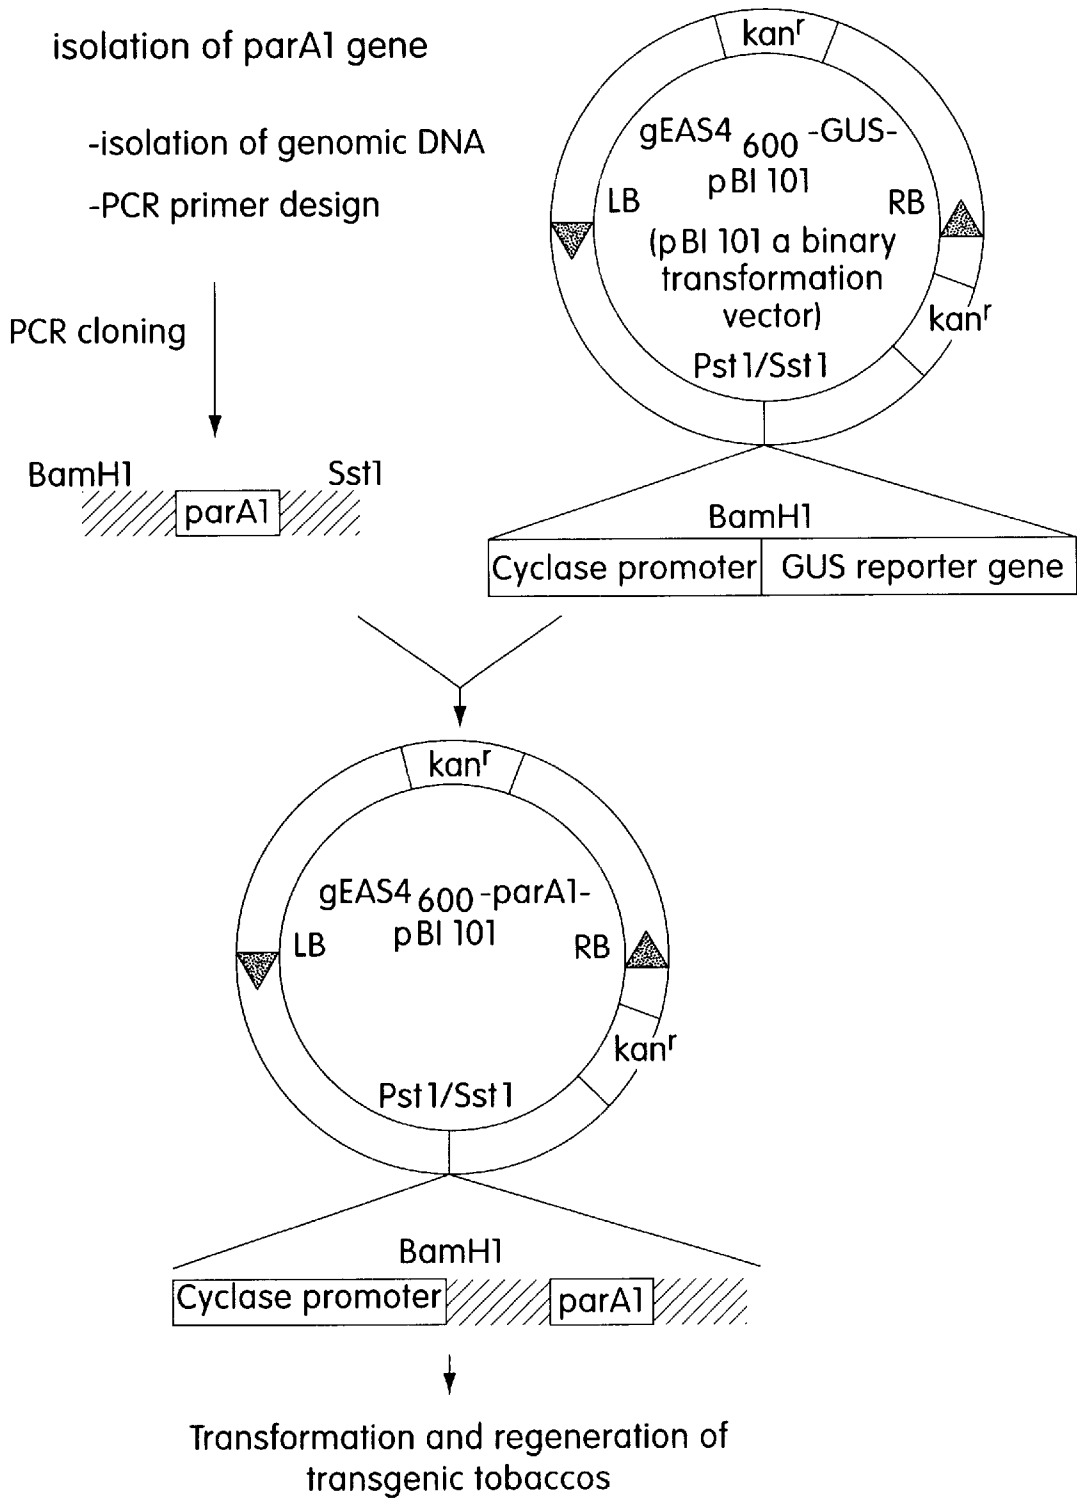 isolation of parA1 gene
-isolation of genomic DNA
-PCR primer design
PCR cloning
BamH1 Sst1
parA1
kanʳ
gEAS4 600 -GUS-
pBI 101
LB RB
(pBI 101 a binary
transformation
vector)
kanʳ
Pst1/Sst1
BamH1
Cyclase promoter GUS reporter gene
kanʳ
gEAS4 600 -parA1-
pBI 101
LB RB
kanʳ
Pst1/Sst1
BamH1
Cyclase promoter parA1
Transformation and regeneration of
transgenic tobaccos